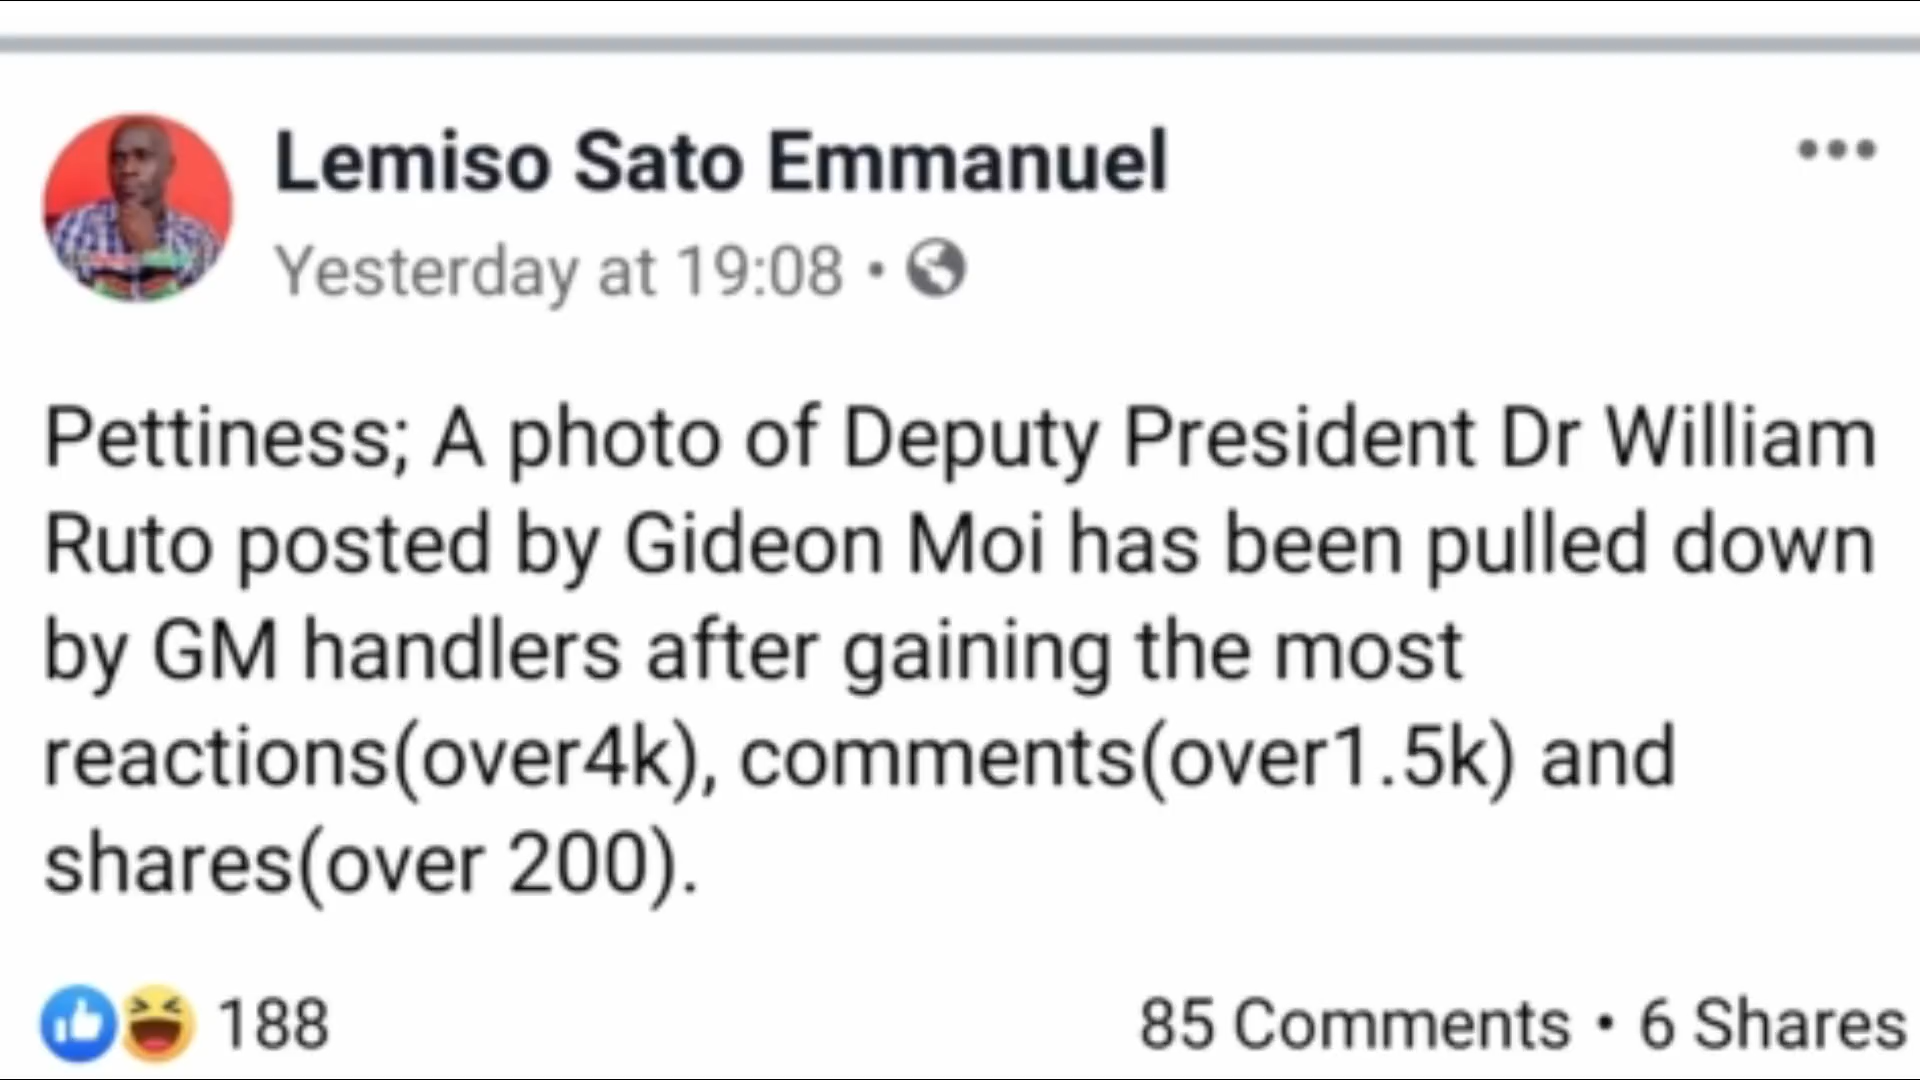 Lemiso Sato Emmanuel
Yesterday at 19:08 •
Pettiness; A photo of Deputy President Dr William
Ruto posted by Gideon Moi has been pulled down
by GM handlers after gaining the most
reactions(over4k), comments(over1.5k) and
shares(over 200).
188
85 Comments • 6 Shares